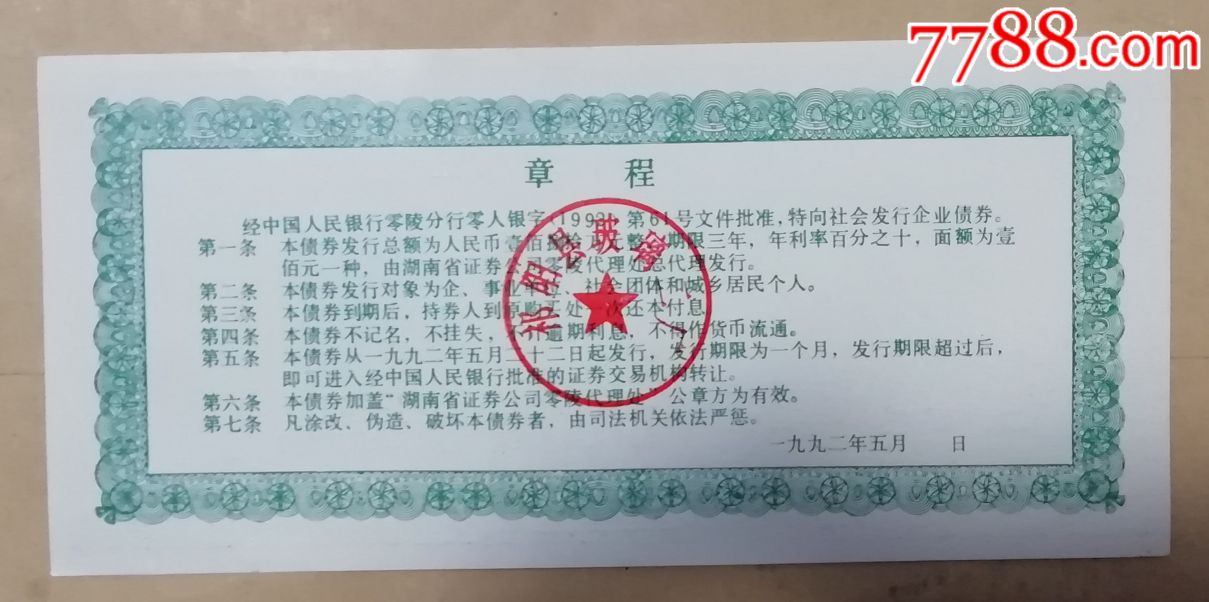 7788.com
章程
经中国人民银行零陵分行零人银字(1992)第61号文件批准，特向社会发行企业债券。
第一条 本债券发行总额为人民币壹佰 拾 元整，期限三年，年利率百分之十，面额为壹
佰元一种，由湖南省证券公司零陵代理处总代理发行。
第二条 本债券发行对象为企、事业单位、社会团体和城乡居民个人。
第三条 本债券到期后，持券人到原购买处一次还本付息。
第四条 本债券不记名，不挂失，不计逾期利息，不得作货币流通。
第五条 本债券从一九九二年五月二十二日起发行，发行期限为一个月，发行期限超过后，
即可进入经中国人民银行批准的证券交易机构转让。
第六条 本债券加盖“湖南省证券公司零陵代理处”公章方为有效。
第七条 凡涂改、伪造、破坏本债券者，由司法机关依法严惩。
一九九二年五月 日
祁阳县玻璃厂